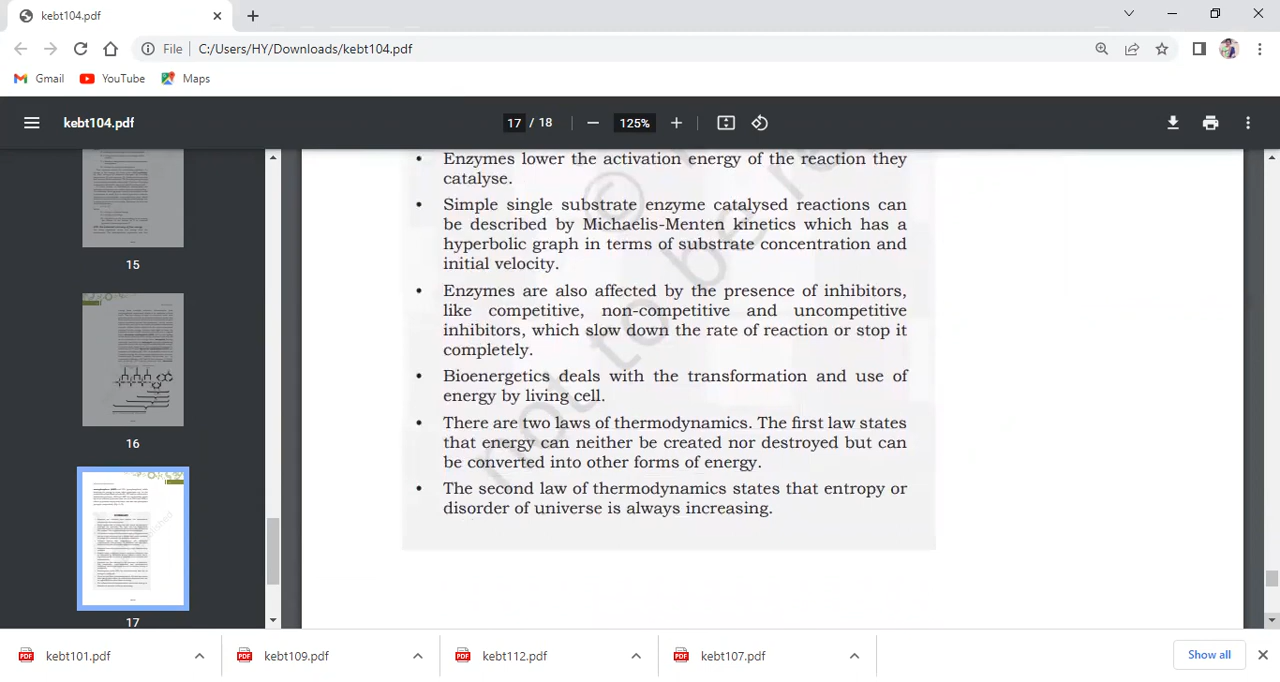 kebt104.pdf
File C:/Users/HY/Downloads/kebt104.pdf
Gmail YouTube Maps
kebt104.pdf 17 / 18 125%
15
16
17
Enzymes lower the activation energy of the reaction they
catalyse.
• Simple single substrate enzyme catalysed reactions can
be described by Michaelis-Menten kinetics which has a
hyperbolic graph in terms of substrate concentration and
initial velocity.
• Enzymes are also affected by the presence of inhibitors,
like competitive, non-competitive and uncompetitive
inhibitors, which slow down the rate of reaction or stop it
completely.
• Bioenergetics deals with the transformation and use of
energy by living cell.
• There are two laws of thermodynamics. The first law states
that energy can neither be created nor destroyed but can
be converted into other forms of energy.
• The second law of thermodynamics states that entropy or
disorder of universe is always increasing.
© not to be
kebt101.pdf kebt109.pdf kebt112.pdf kebt107.pdf Show all